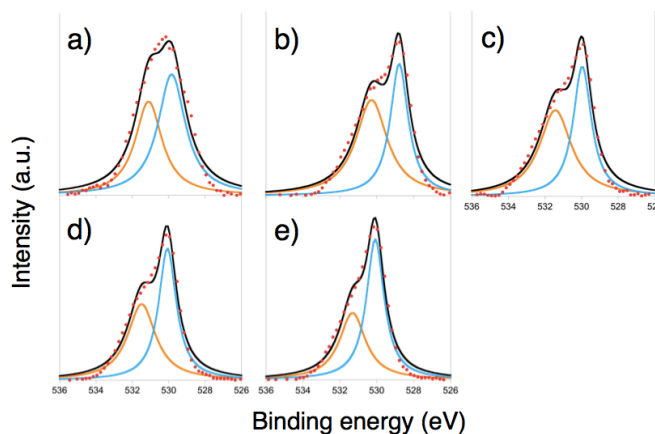 a)
b)
c)
536 534 532 530 528 52
d)
e)
536 534 532 530 528 526
536 534 532 530 528 526
Intensity (a.u.)
Binding energy (eV)